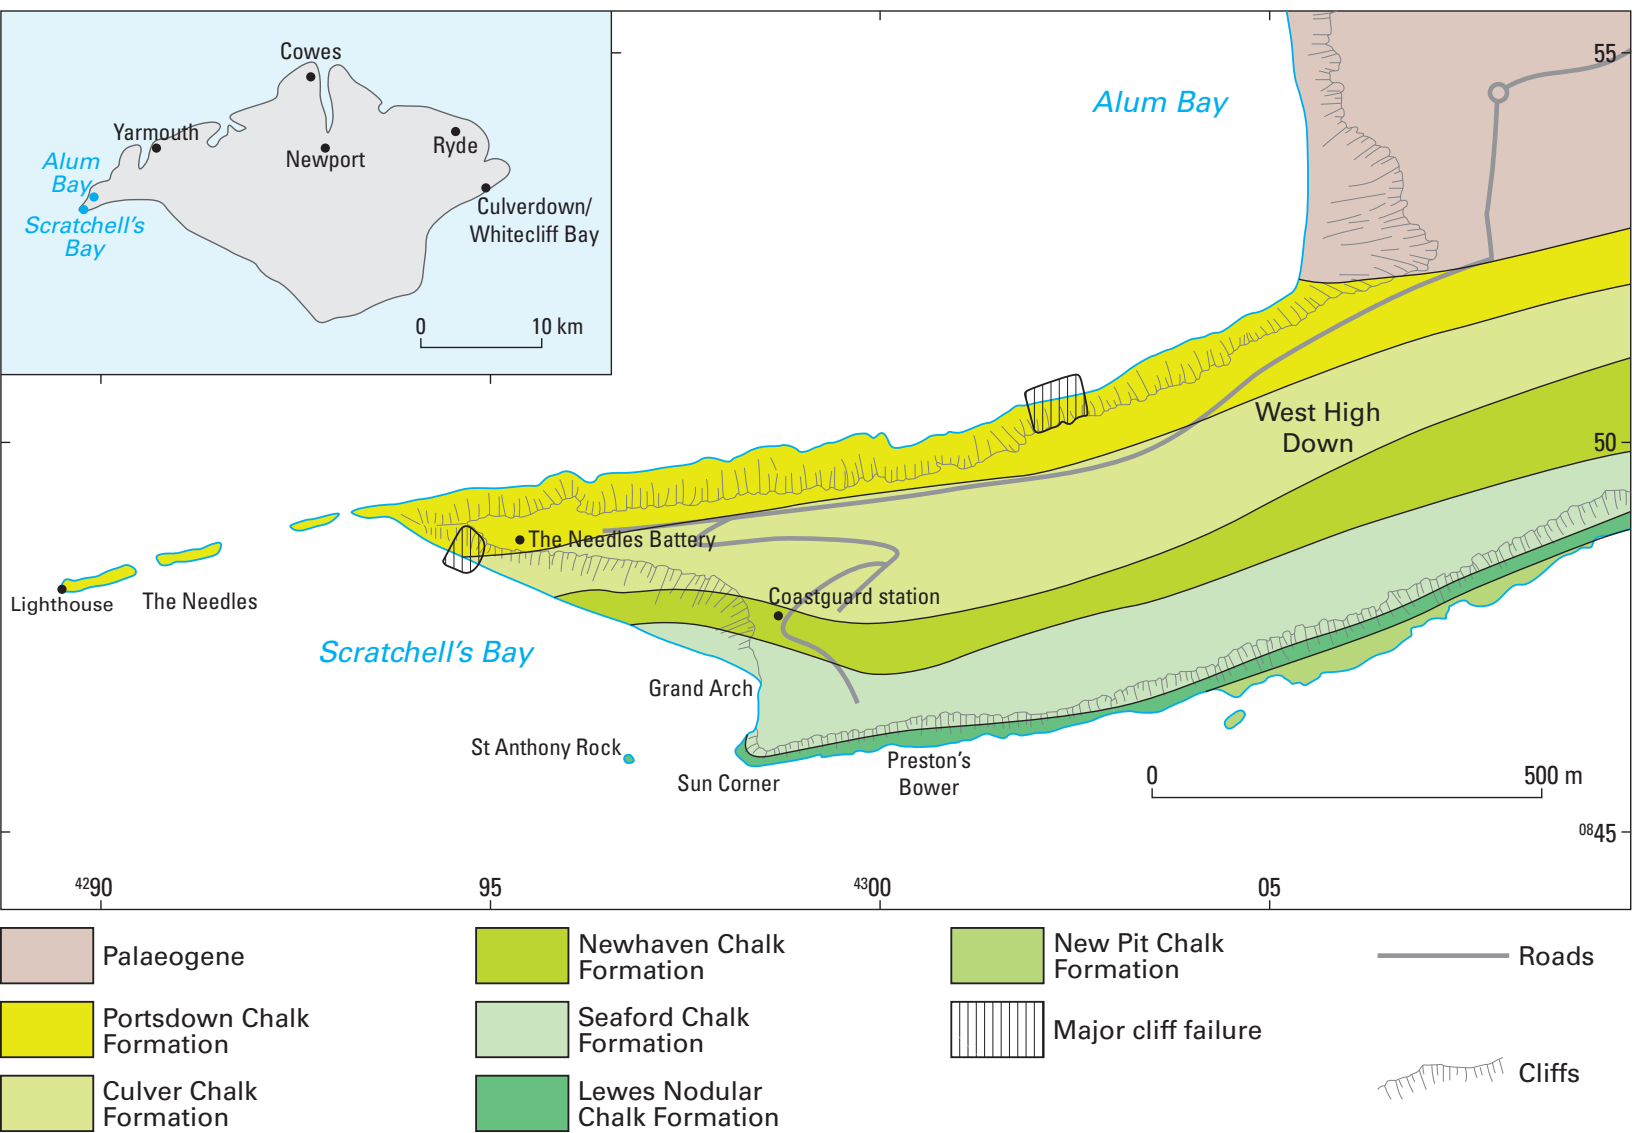 Cowes
Yarmouth
Newport
Ryde
Alum
Bay
Scratchell's
Bay
Culverdown/
Whitecliff Bay
0 10 km
Alum Bay
55
West High
Down
50
The Needles Battery
Coastguard station
Lighthouse
The Needles
Scratchell's Bay
Grand Arch
St Anthony Rock
Sun Corner
Preston's
Bower
0 500 m
0845
4290 95 4300 05
Palaeogene
Portsdown Chalk
Formation
Culver Chalk
Formation
Newhaven Chalk
Formation
Seaford Chalk
Formation
Lewes Nodular
Chalk Formation
New Pit Chalk
Formation
Major cliff failure
Roads
Cliffs